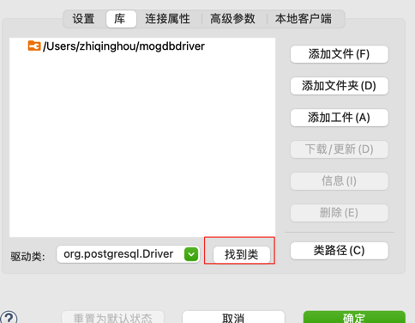 设置 库 连接属性 高级参数 本地客户端
/Users/zhiqinghou/mogdbdriver
添加文件 (F)
添加文件夹 (D)
添加工件 (A)
下载/更新 (D)
信息 (I)
删除 (E)
驱动类: org.postgresql.Driver 找到类 类路径 (C)
? 重置为默认状态 取消 确定